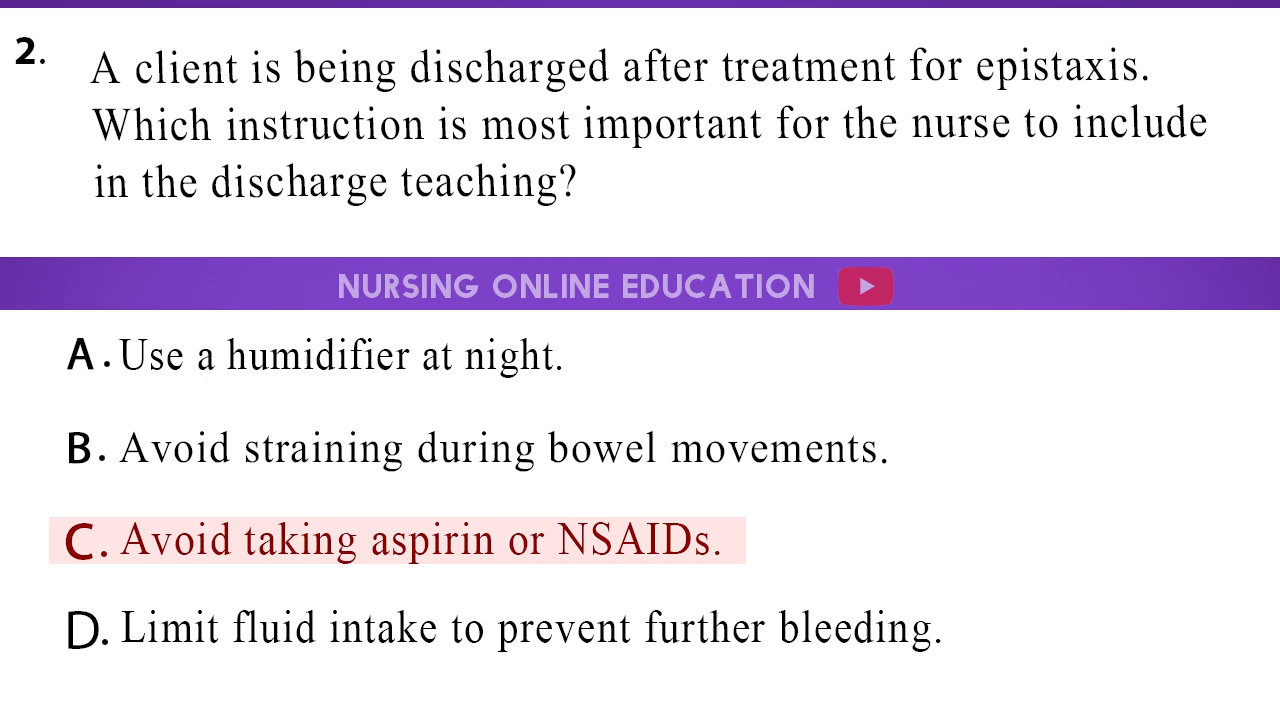 2.
A client is being discharged after treatment for epistaxis.
Which instruction is most important for the nurse to include
in the discharge teaching?
NURSING ONLINE EDUCATION
A. Use a humidifier at night.
B. Avoid straining during bowel movements.
C. Avoid taking aspirin or NSAIDs.
D. Limit fluid intake to prevent further bleeding.